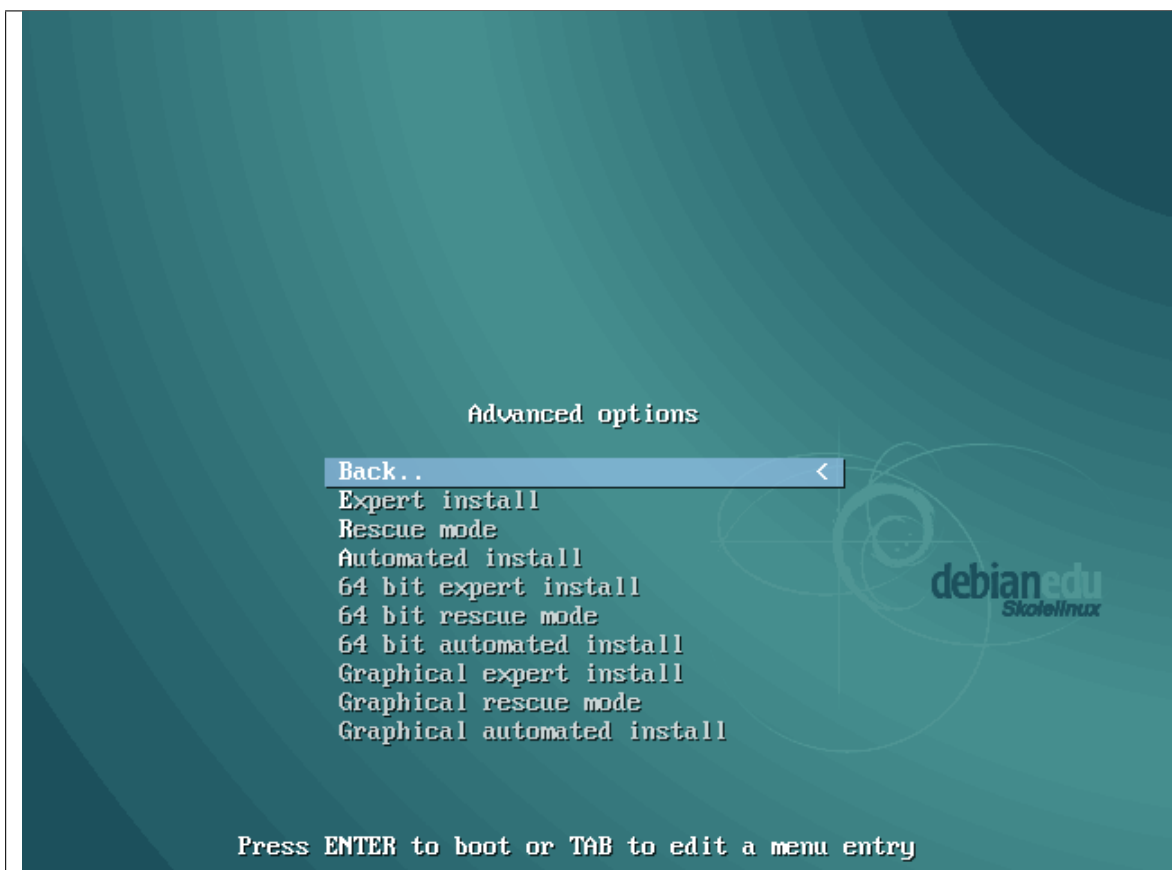 Advanced options
Back.. <
Expert install
Rescue mode
Automated install
64 bit expert install
64 bit rescue mode
64 bit automated install
Graphical expert install
Graphical rescue mode
Graphical automated install
debianedu
Skolelinux
Press ENTER to boot or TAB to edit a menu entry